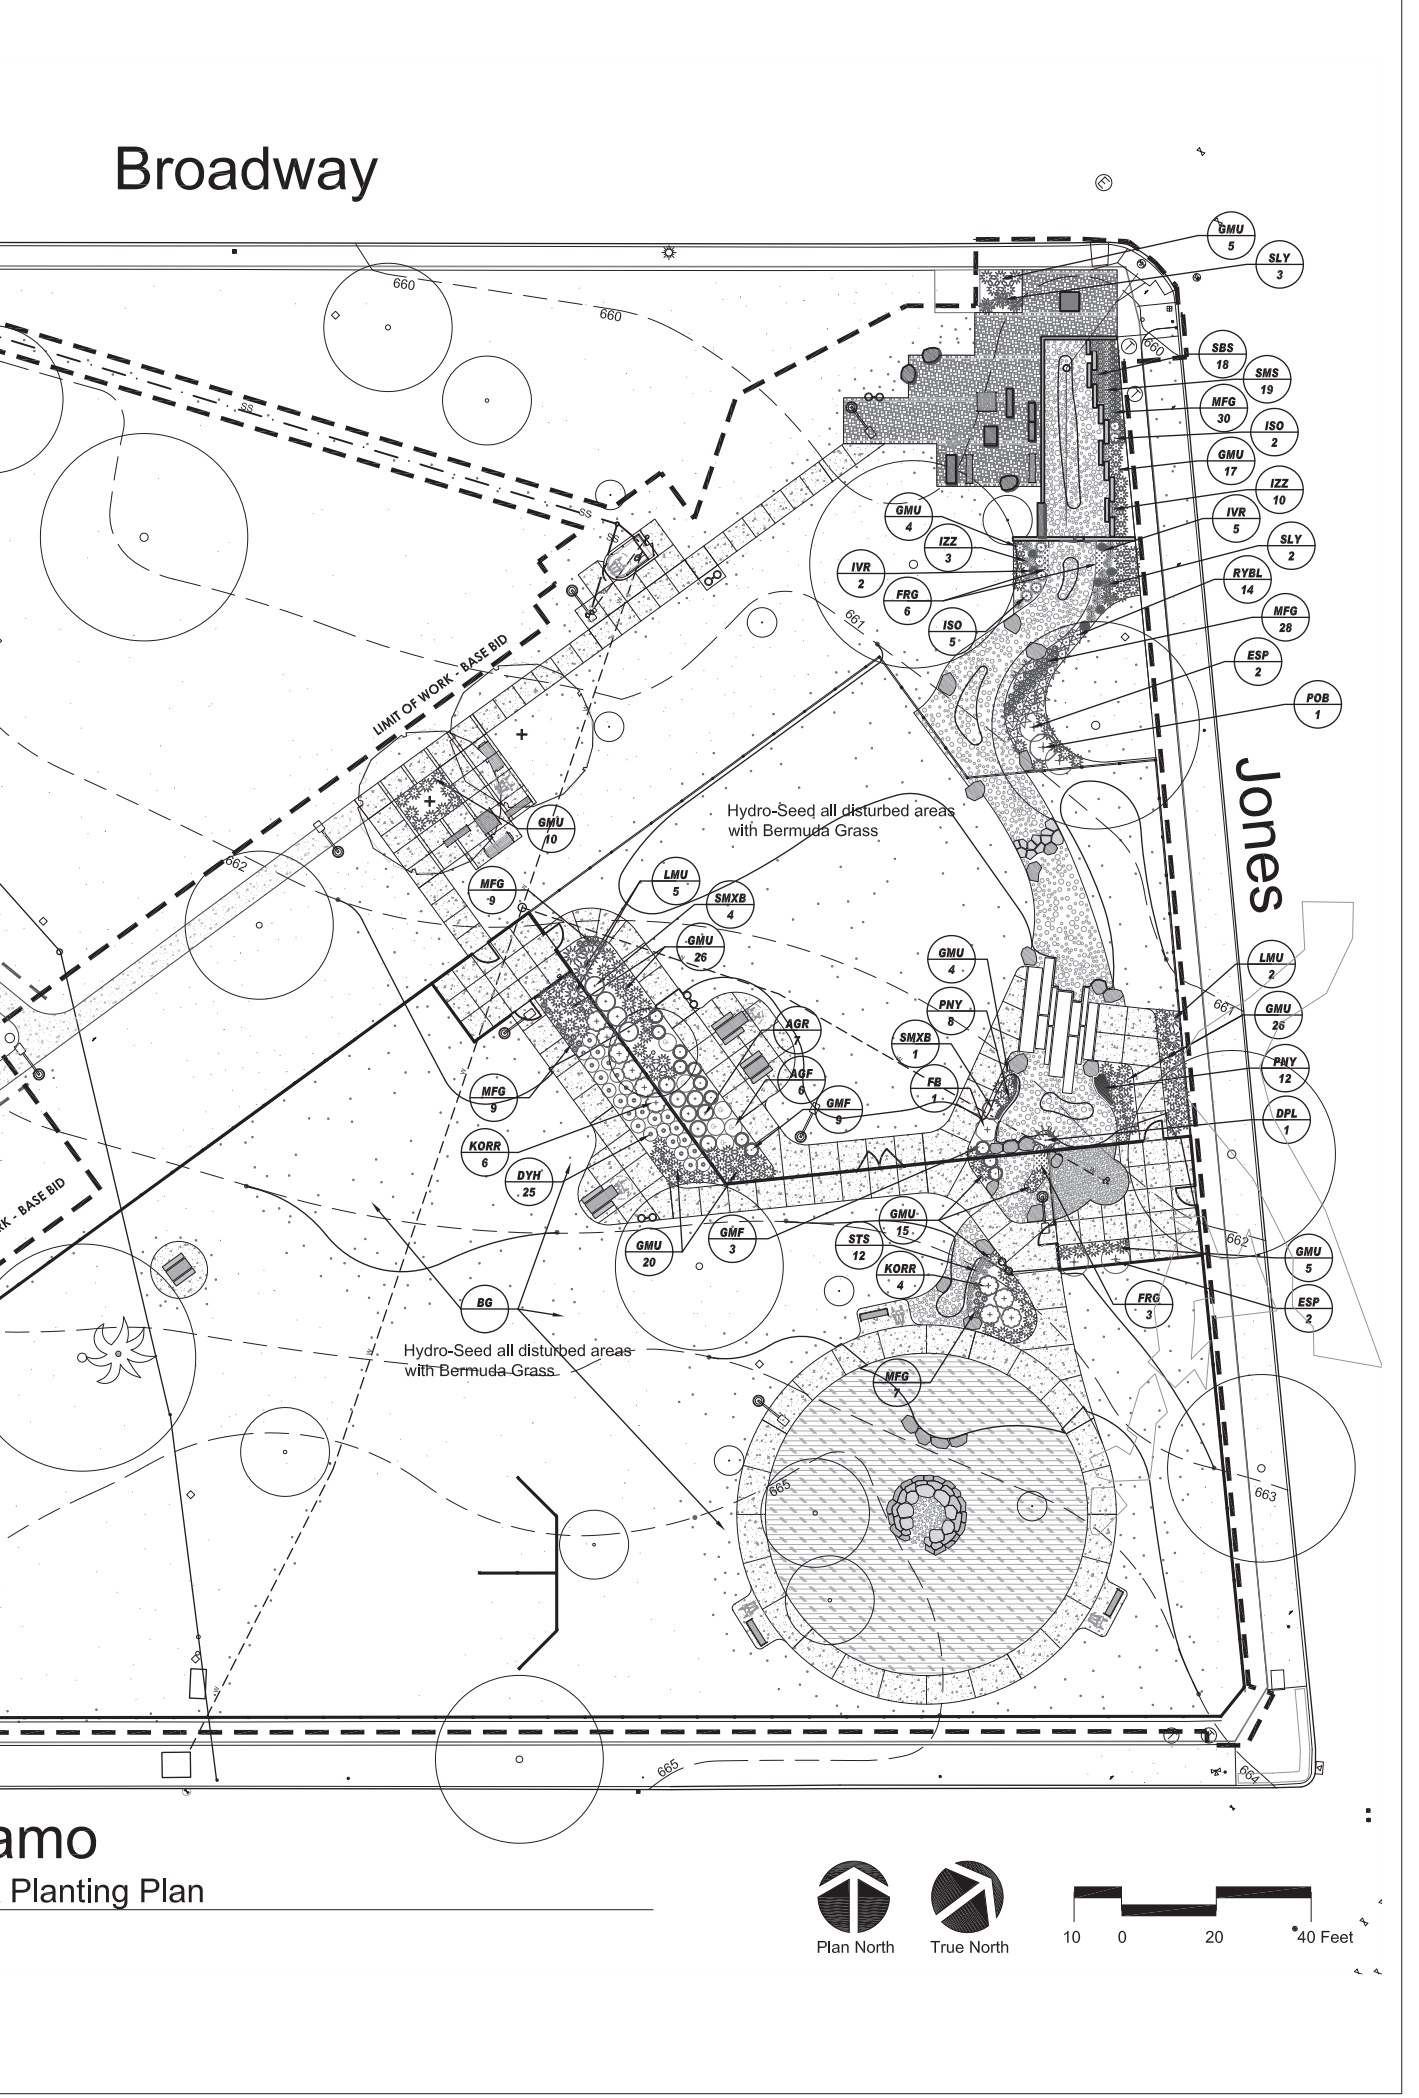 Broadway
E
GMU
5
SLY
3
660
660
660
T
SBS
18
SMS
19
T
MFG
30
SS
ISO
2
GMU
17
IZZ
10
GMU
4
IVR
5
SS
SS
IZZ
3
SLY
2
IVR
2
RYBL
14
FRG
6
MFG
28
661
ISO
5
LIMIT OF WORK - BASE BID
ESP
2
POB
1
Jones
Hydro-Seed all disturbed areas
with Bermuda Grass
GMU
10
662
MFG
9
LMU
5
SMXB
4
GMU
26
GMU
4
LMU
2
PNY
8
661
GMU
26
AGR
7
SMXB
1
PNY
12
AGF
6
FB
1
MFG
9
GMF
9
DPL
1
KORR
6
DYH
25
RK - BASE BID
GMU
15
GMU
20
GMF
3
STS
12
662
GMU
5
KORR
4
BG
FRG
3
ESP
2
Hydro-Seed all disturbed areas
with Bermuda Grass
MFG
7
665
663
W
W
W
665
664
amo
Planting Plan
Plan North
True North
10 0 20 40 Feet